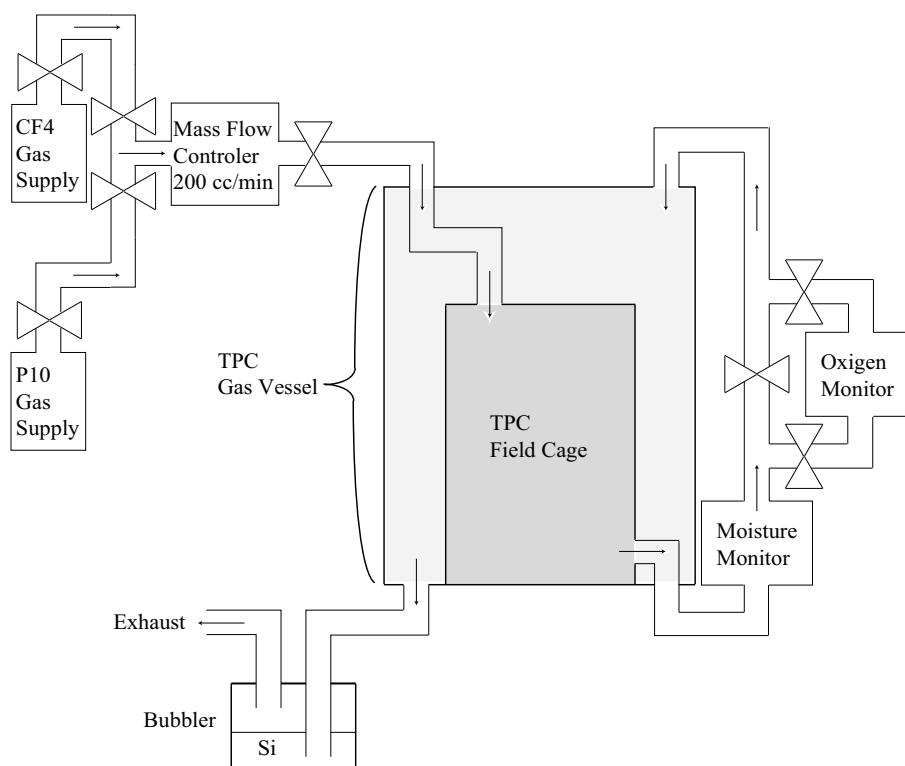 CF4
Gas
Supply
Mass Flow
Controler
200 cc/min
P10
Gas
Supply
TPC
Gas Vessel
TPC
Field Cage
Oxigen
Monitor
Moisture
Monitor
Exhaust
Bubbler
Si